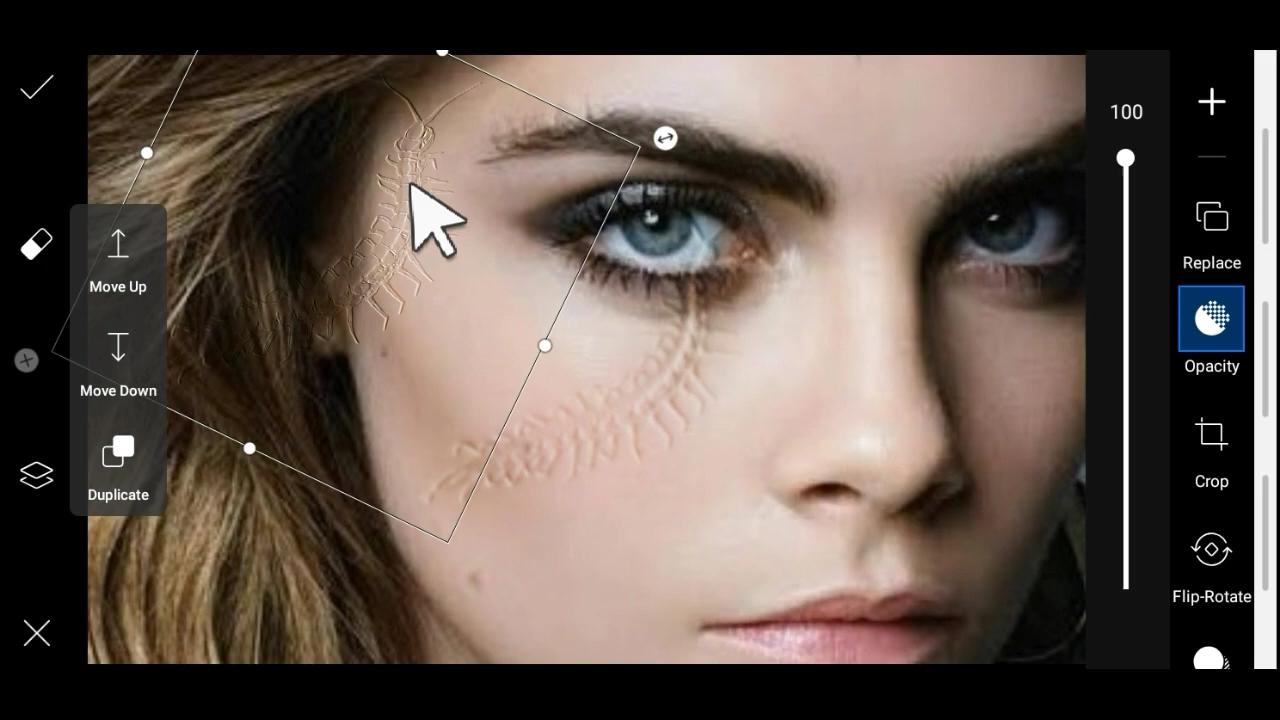 Move Up
Move Down
Duplicate
100
Replace
Opacity
Crop
Flip-Rotate